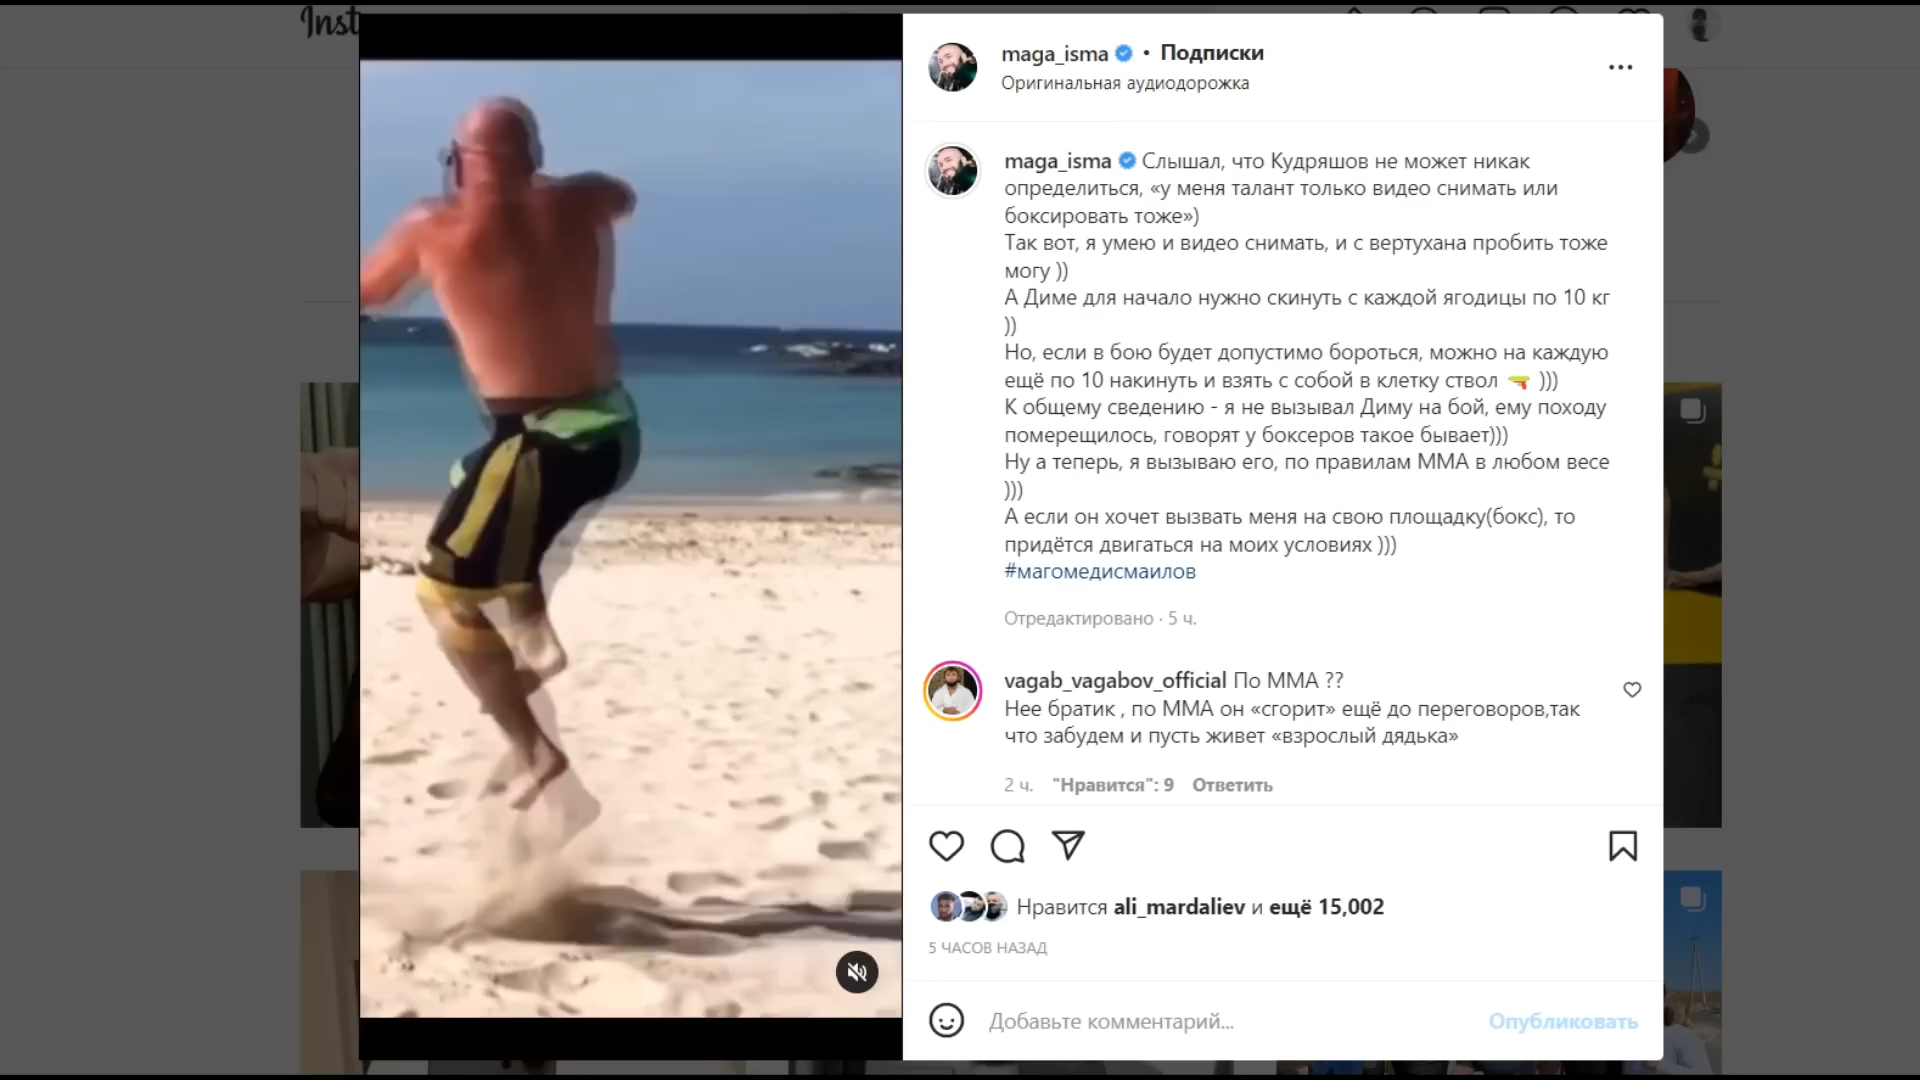 Inst
maga_isma • Подписки
Оригинальная аудиодорожка
maga_isma Слышал, что Кудряшов не может никак
определиться, «у меня талант только видео снимать или
боксировать тоже»)
Так вот, я умею и видео снимать, и с вертухана пробить тоже
могу ))
А Диме для начало нужно скинуть с каждой ягодицы по 10 кг
))
Но, если в бою будет допустимо бороться, можно на каждую
ещё по 10 накинуть и взять с собой в клетку ствол 🔫 )))
К общему сведению - я не вызывал Диму на бой, ему походу
померещилось, говорят у боксеров такое бывает)))
Ну а теперь, я вызываю его, по правилам ММА в любом весе
)))
А если он хочет вызвать меня на свою площадку(бокс), то
придётся двигаться на моих условиях )))
#магомедисмаилов
Отредактировано · 5 ч.
vagab_vagabov_official По ММА ??
Нее братик , по ММА он «сгорит» ещё до переговоров,так
что забудем и пусть живет «взрослый дядька»
2 ч. "Нравится": 9 Ответить
Нравится ali_mardaliev и ещё 15,002
5 ЧАСОВ НАЗАД
Добавьте комментарий...
Опубликовать